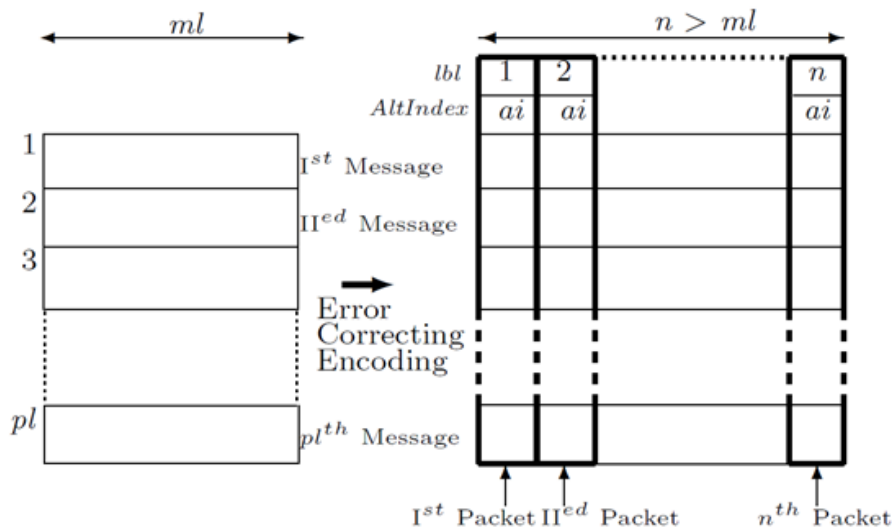 ml
n > ml
lbl 1 2 n
AltIndex ai ai ai
1 Iˢᵗ Message
2 IIᵉᵈ Message
3
Error
Correcting
Encoding
pl plᵗʰ Message
Iˢᵗ Packet IIᵉᵈ Packet nᵗʰ Packet